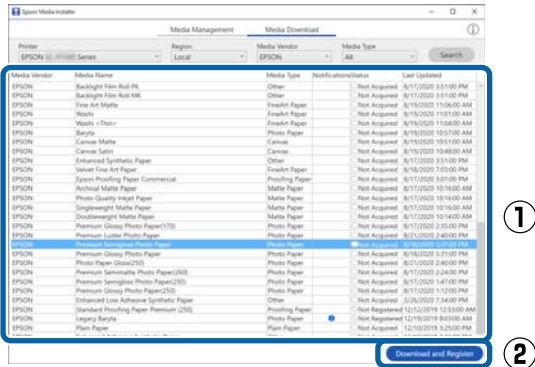 Epson Media Installer
Media Management Media Download
Printer Region Media Vendor Media Type
EPSON Series Local EPSON All Search
Media Vendor Media Name Media Type Notifications Status Last Updated
EPSON Backlight Film Roll PK Other Not Acquired 8/17/2020 3:51:00 PM
EPSON Backlight Film Roll MK Other Not Acquired 8/17/2020 3:51:00 PM
EPSON Fine Art Matte FineArt Paper Not Acquired 8/19/2020 11:06:00 AM
EPSON Washi FineArt Paper Not Acquired 8/19/2020 11:01:00 AM
EPSON Washi <Thin> FineArt Paper Not Acquired 8/19/2020 11:04:00 AM
EPSON Baryta Photo Paper Not Acquired 8/19/2020 10:57:00 AM
EPSON Canvas Matte Canvas Not Acquired 8/19/2020 10:51:00 AM
EPSON Canvas Satin Canvas Not Acquired 8/19/2020 10:48:00 AM
EPSON Enhanced Synthetic Paper Other Not Acquired 8/17/2020 3:51:00 PM
EPSON Velvet Fine Art Paper FineArt Paper Not Acquired 8/18/2020 7:03:00 PM
EPSON Epson Proofing Paper Commercial Proofing Paper Not Acquired 8/17/2020 5:01:00 PM
EPSON Archival Matte Paper Matte Paper Not Acquired 8/17/2020 10:16:00 AM
EPSON Photo Quality Inkjet Paper Matte Paper Not Acquired 8/17/2020 10:16:00 AM
EPSON Singleweight Matte Paper Matte Paper Not Acquired 8/17/2020 10:16:00 AM
EPSON Doubleweight Matte Paper Matte Paper Not Acquired 8/17/2020 10:14:00 AM
EPSON Premium Glossy Photo Paper(170) Photo Paper Not Acquired 8/17/2020 2:35:00 PM
EPSON Premium Luster Photo Paper Photo Paper Not Acquired 8/21/2020 2:40:00 PM
EPSON Premium Semigloss Photo Paper Photo Paper Not Acquired 8/18/2020 5:37:00 PM
EPSON Premium Glossy Photo Paper Photo Paper Not Acquired 8/18/2020 5:31:00 PM
EPSON Photo Paper Gloss(250) Photo Paper Not Acquired 8/21/2020 2:40:00 PM
EPSON Premium Semimatte Photo Paper(260) Photo Paper Not Acquired 8/17/2020 2:24:00 PM
EPSON Premium Semigloss Photo Paper(250) Photo Paper Not Acquired 8/17/2020 1:47:00 PM
EPSON Premium Glossy Photo Paper(250) Photo Paper Not Acquired 8/17/2020 1:12:00 PM
EPSON Enhanced Low Adhesive Synthetic Paper Other Not Acquired 3/26/2020 7:34:00 PM
EPSON Standard Proofing Paper Premium (250) Proofing Paper Not Registered 12/12/2019 12:53:00 AM
EPSON Legacy Baryta Photo Paper Not Registered 12/19/2019 8:03:00 AM
EPSON Plain Paper Plain Paper Not Acquired 12/10/2019 3:25:00 PM
①
Download and Register
②